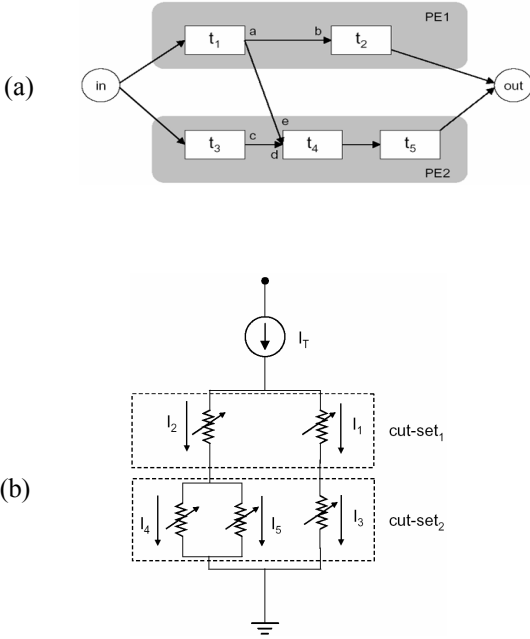 (a)
PE1
t1
a
b
t2
in
out
e
t3
c
d
t4
t5
PE2
(b)
IT
I2
I1
cut-set1
I4
I5
I3
cut-set2